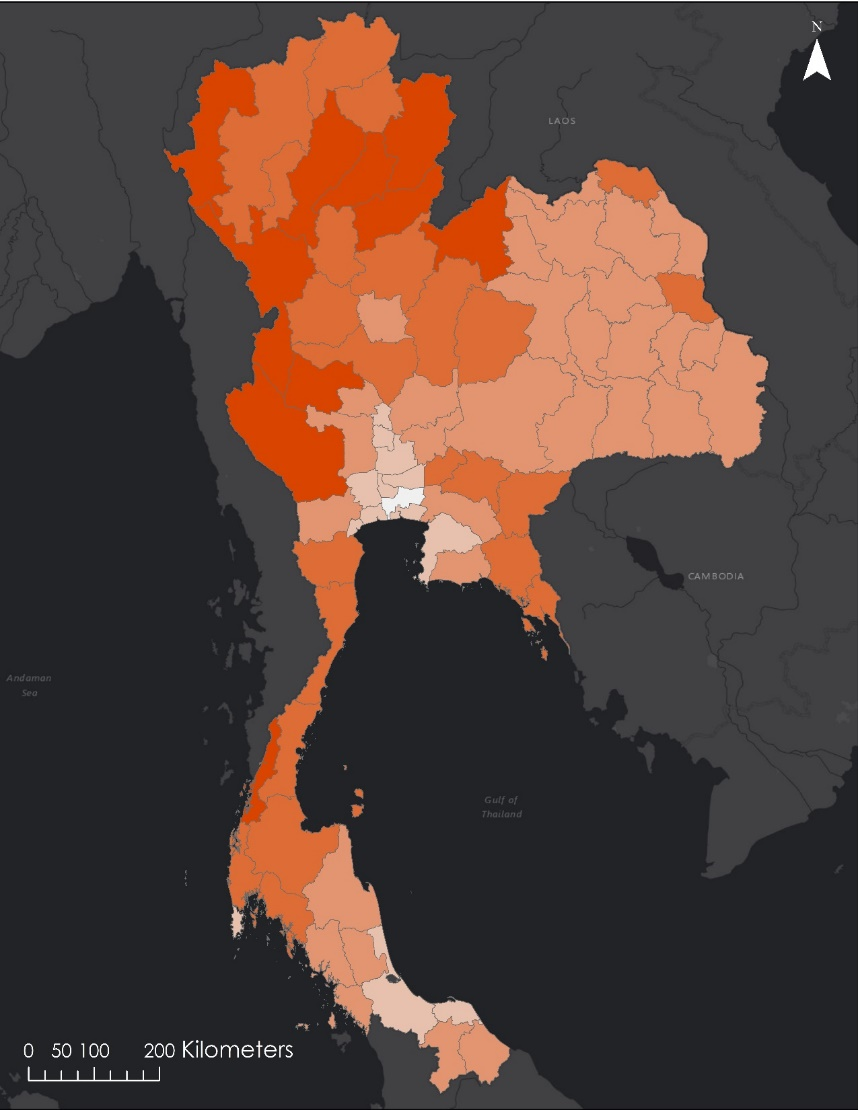 N
LAOS
CAMBODIA
Andaman
Sea
Gulf of
Thailand
0 50 100 200 Kilometers